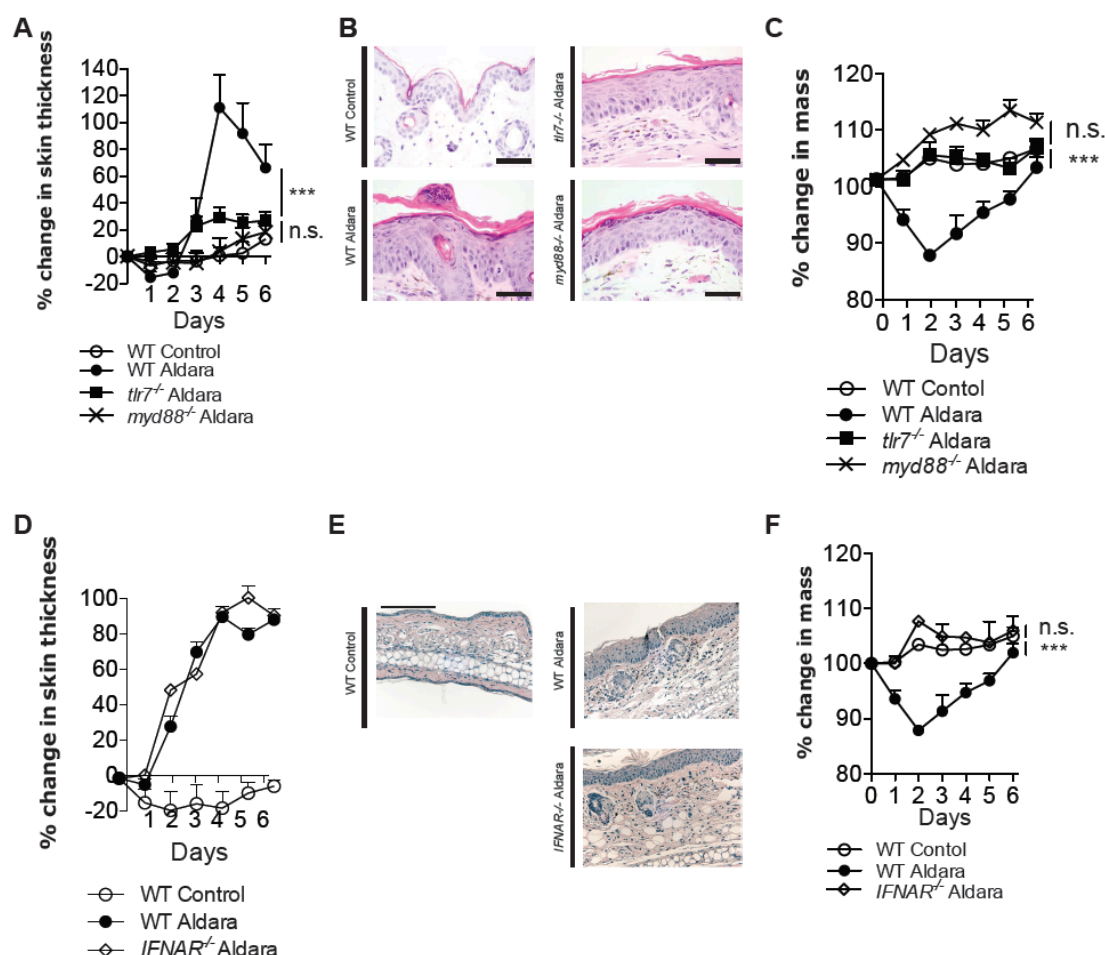 A
% change in skin thickness
140
120
100
80
60
40
20
0
-20
1 2 3 4 5 6
Days
***
n.s.
WT Control
WT Aldara
tlr7-/- Aldara
myd88-/- Aldara
B
WT Control
tlr7-/- Aldara
WT Aldara
myd88-/- Aldara
C
% change in mass
120
110
100
90
80
0 1 2 3 4 5 6
Days
n.s.
***
WT Contol
WT Aldara
tlr7-/- Aldara
myd88-/- Aldara
D
% change in skin thickness
100
80
60
40
20
0
-20
1 2 3 4 5 6
Days
WT Control
WT Aldara
IFNAR-/- Aldara
E
WT Control
WT Aldara
IFNAR-/- Aldara
F
% change in mass
120
110
100
90
80
0 1 2 3 4 5 6
Days
n.s.
***
WT Contol
WT Aldara
IFNAR-/- Aldara